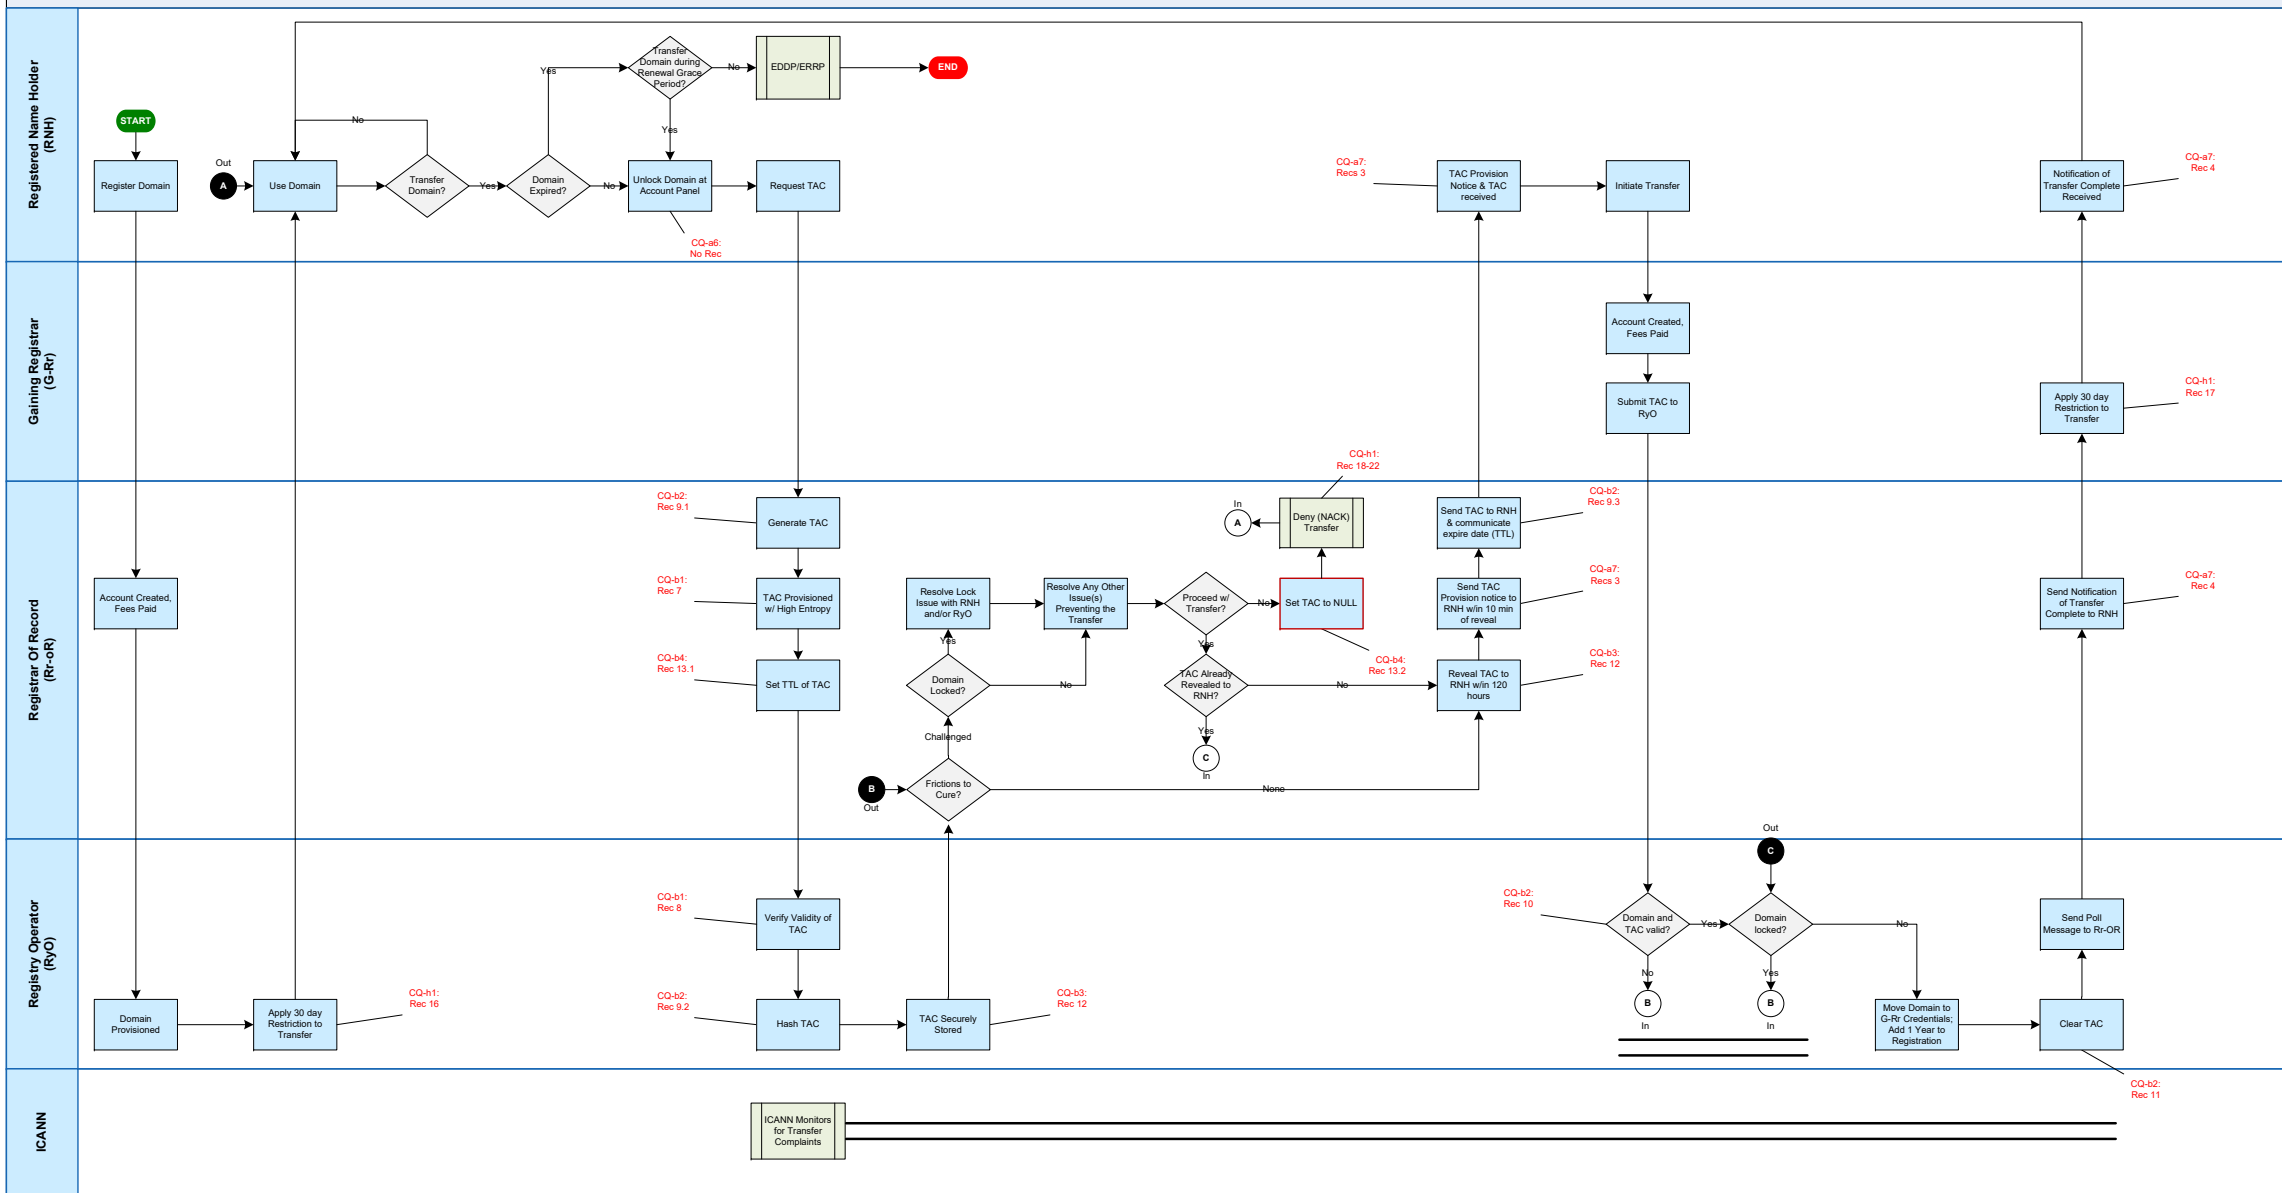 Registered Name Holder
(RNH)
START
Register Domain
Out
A
Use Domain
No
Transfer
Domain?
Yes
Domain
Expired?
Yes
No
Transfer
Domain during
Renewal Grace
Period?
No
Yes
EDDP/ERRP
END
Unlock Domain at
Account Panel
CQ-a6:
No Rec
Request TAC
CQ-a7:
Recs 3
TAC Provision
Notice & TAC
received
Initiate Transfer
Notification of
Transfer Complete
Received
CQ-a7:
Rec 4
Gaining Registrar
(G-Rr)
Account Created,
Fees Paid
Submit TAC to
RyO
Apply 30 day
Restriction to
Transfer
CQ-h1:
Rec 17
Registrar Of Record
(Rr-oR)
Account Created,
Fees Paid
CQ-b2:
Rec 9.1
Generate TAC
CQ-b1:
Rec 7
TAC Provisioned
w/ High Entropy
CQ-b4:
Rec 13.1
Set TTL of TAC
B
Out
Frictions to
Cure?
Challenged
None
Domain
Locked?
Yes
No
Resolve Lock
Issue with RNH
and/or RyO
Resolve Any Other
Issue(s)
Preventing the
Transfer
Proceed w/
Transfer?
No
Yes
Set TAC to NULL
CQ-b4:
Rec 13.2
Deny (NACK)
Transfer
CQ-h1:
Rec 18-22
In
A
TAC Already
Revealed to
RNH?
No
Yes
C
In
Send TAC to RNH
& communicate
expire date (TTL)
CQ-b2:
Rec 9.3
Send TAC
Provision notice to
RNH w/in 10 min
of reveal
CQ-a7:
Recs 3
Reveal TAC to
RNH w/in 120
hours
CQ-b3:
Rec 12
Send Notification
of Transfer
Complete to RNH
CQ-a7:
Rec 4
Registry Operator
(RyO)
Domain
Provisioned
Apply 30 day
Restriction to
Transfer
CQ-h1:
Rec 16
CQ-b1:
Rec 8
Verify Validity of
TAC
CQ-b2:
Rec 9.2
Hash TAC
TAC Securely
Stored
CQ-b3:
Rec 12
CQ-b2:
Rec 10
Domain and
TAC valid?
Yes
No
B
In
Out
C
Domain
locked?
No
Yes
B
In
Move Domain to
G-Rr Credentials;
Add 1 Year to
Registration
Clear TAC
CQ-b2:
Rec 11
Send Poll
Message to Rr-OR
ICANN
ICANN Monitors
for Transfer
Complaints